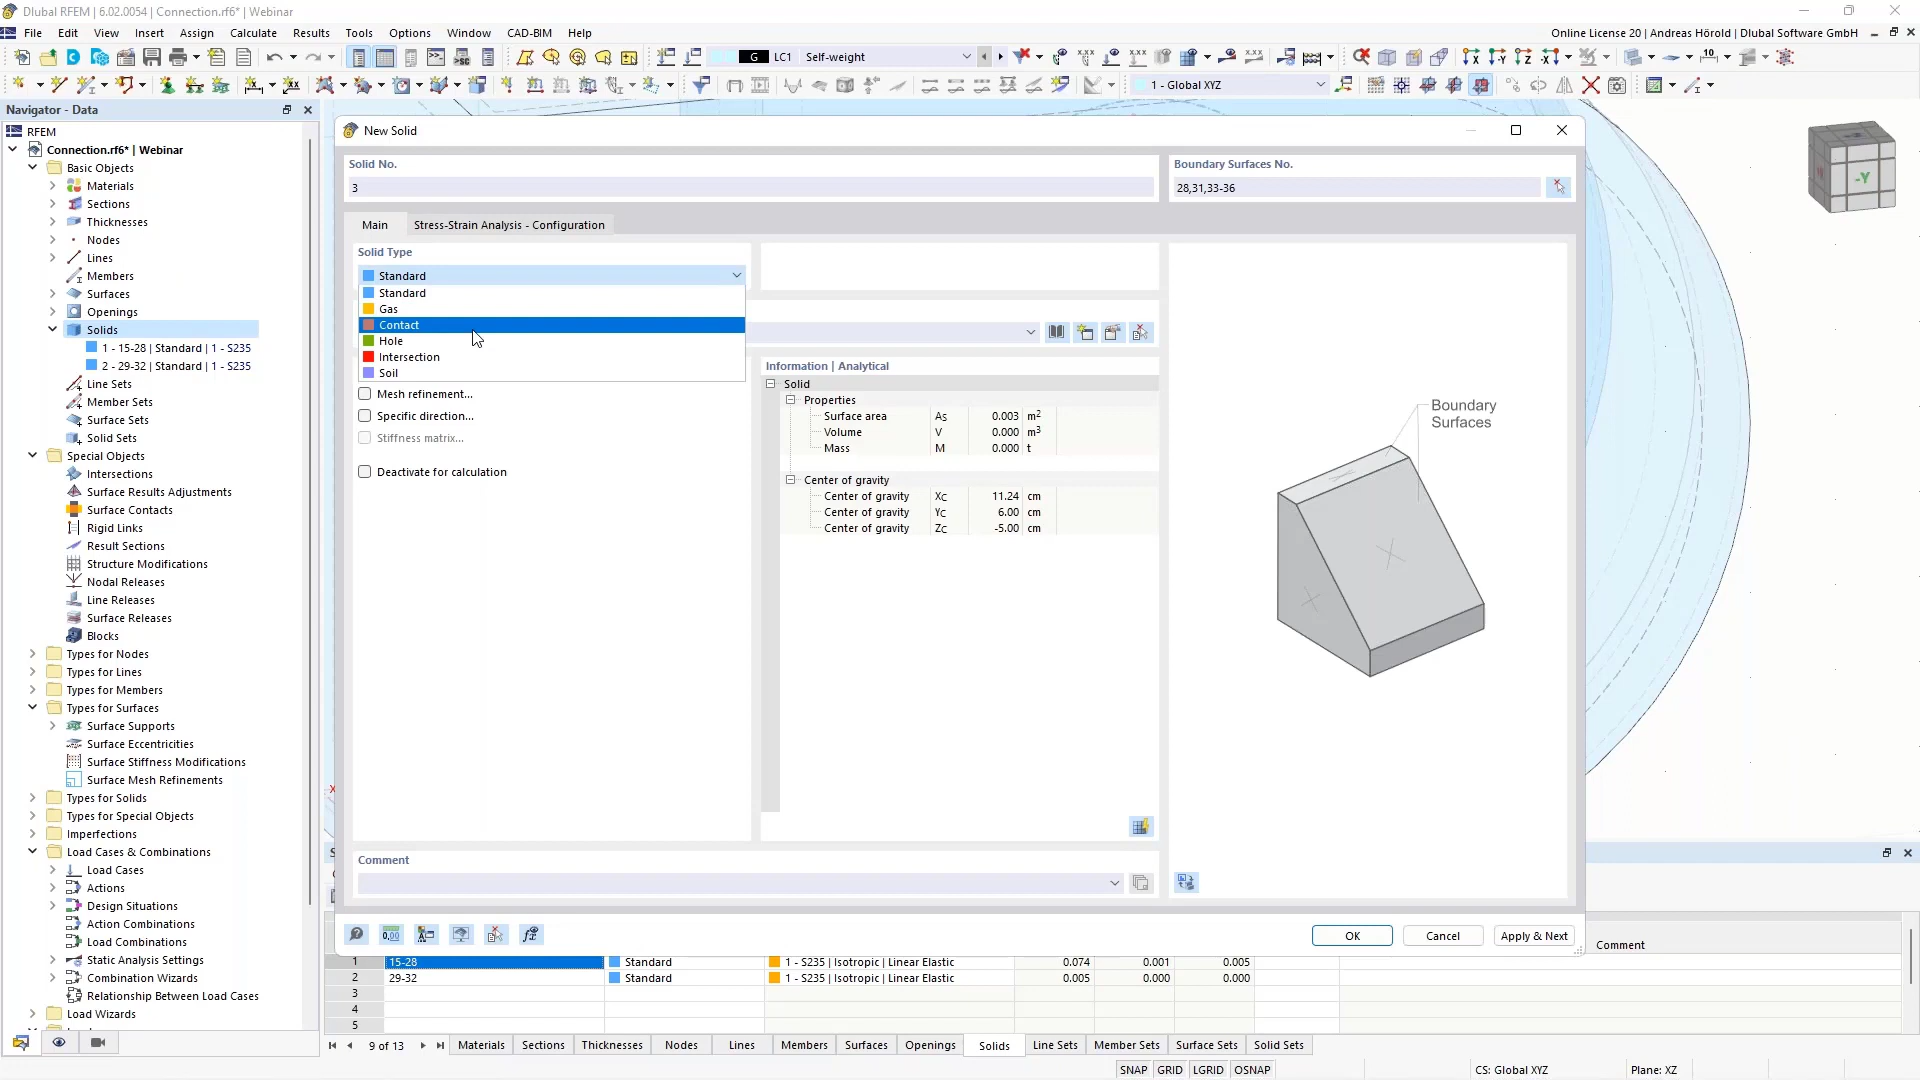 Dlubal RFEM | 6.02.0054 | Connection.rf6* | Webinar
File Edit View Insert Assign Calculate Results Tools Options Window CAD-BIM Help
Online License 20 | Andreas Hörold | Dlubal Software GmbH
G LC1 Self-weight
1 - Global XYZ
Navigator - Data
RFEM
Connection.rf6* | Webinar
Basic Objects
Materials
Sections
Thicknesses
Nodes
Lines
Members
Surfaces
Openings
Solids
1 - 15-28 | Standard | 1 - S235
2 - 29-32 | Standard | 1 - S235
Line Sets
Member Sets
Surface Sets
Solid Sets
Special Objects
Intersections
Surface Results Adjustments
Surface Contacts
Rigid Links
Result Sections
Structure Modifications
Nodal Releases
Line Releases
Surface Releases
Blocks
Types for Nodes
Types for Lines
Types for Members
Types for Surfaces
Surface Supports
Surface Eccentricities
Surface Stiffness Modifications
Surface Mesh Refinements
Types for Solids
Types for Special Objects
Imperfections
Load Cases & Combinations
Load Cases
Actions
Design Situations
Action Combinations
Load Combinations
Static Analysis Settings
Combination Wizards
Relationship Between Load Cases
Load Wizards
New Solid
Solid No.
3
Boundary Surfaces No.
28,31,33-36
Main
Stress-Strain Analysis - Configuration
Solid Type
Standard
Standard
Gas
Contact
Hole
Intersection
Soil
Mesh refinement...
Specific direction...
Stiffness matrix...
Deactivate for calculation
Information | Analytical
Solid
Properties
Surface area As 0.003 m2
Volume V 0.000 m3
Mass M 0.000 t
Center of gravity
Center of gravity Xc 11.24 cm
Center of gravity Yc 6.00 cm
Center of gravity Zc -5.00 cm
Boundary
Surfaces
-Y
Comment
OK
Cancel
Apply & Next
Comment
1 15-28 Standard 1 - S235 | Isotropic | Linear Elastic 0.074 0.001 0.005
2 29-32 Standard 1 - S235 | Isotropic | Linear Elastic 0.005 0.000 0.000
3
4
5
9 of 13
Materials Sections Thicknesses Nodes Lines Members Surfaces Openings Solids Line Sets Member Sets Surface Sets Solid Sets
SNAP GRID LGRID OSNAP
CS: Global XYZ
Plane: XZ